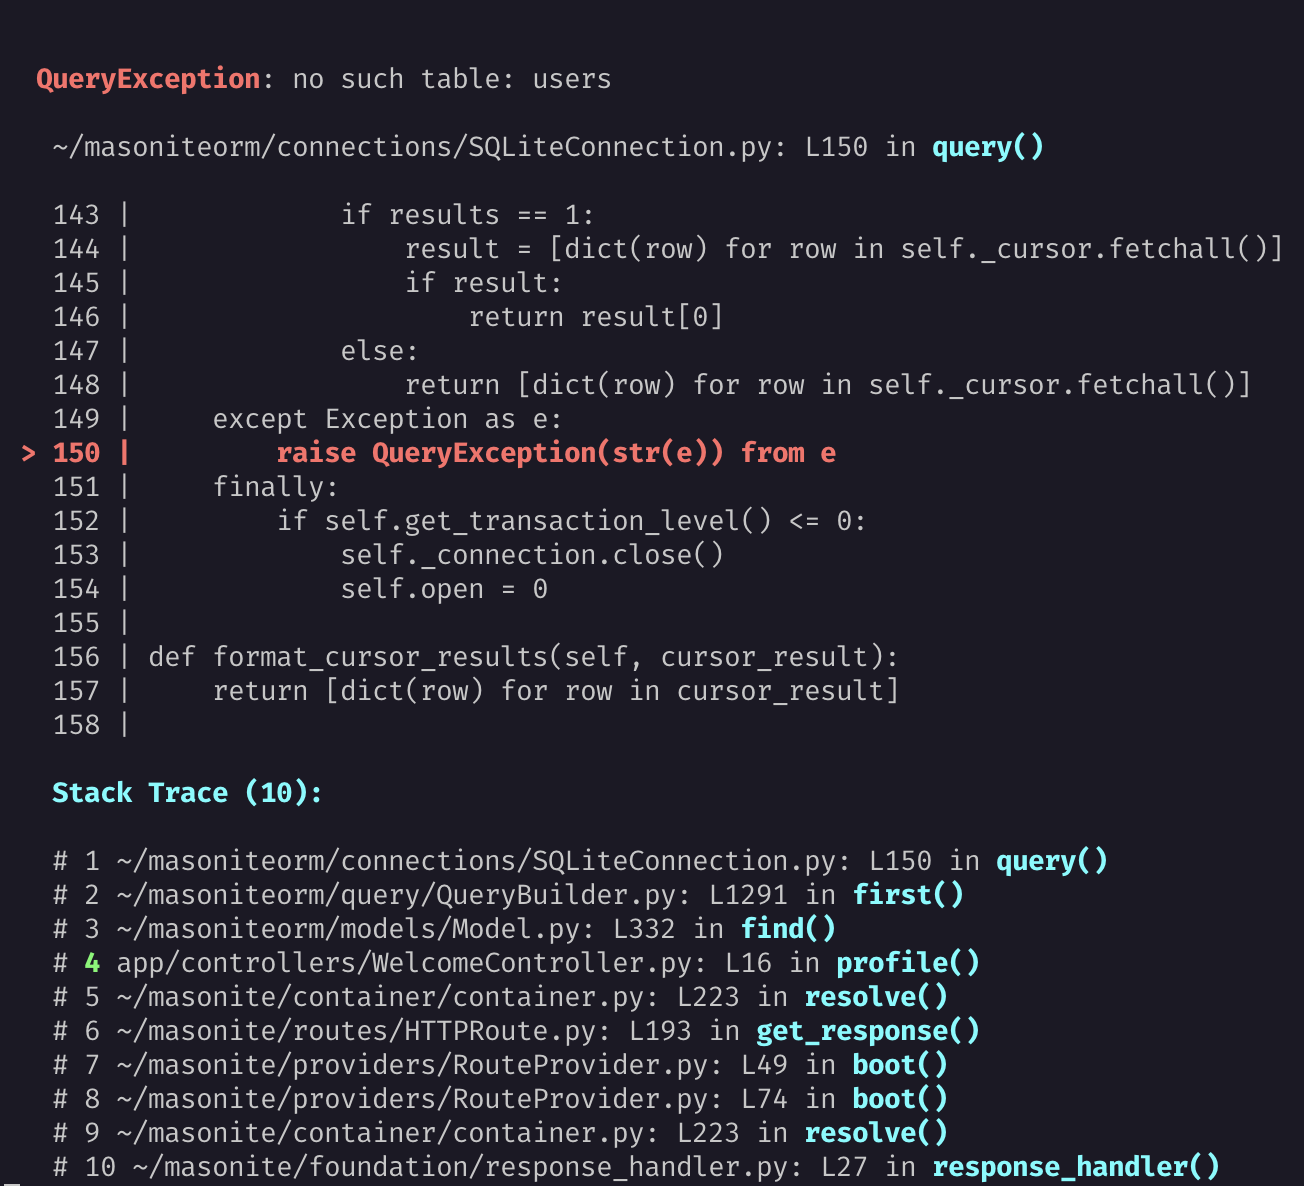 QueryException: no such table: users
~/masoniteorm/connections/SQLiteConnection.py: L150 in query()
143 |             if results == 1:
144 |                 result = [dict(row) for row in self._cursor.fetchall()]
145 |                 if result:
146 |                     return result[0]
147 |             else:
148 |                 return [dict(row) for row in self._cursor.fetchall()]
149 |     except Exception as e:
> 150 |         raise QueryException(str(e)) from e
151 |     finally:
152 |         if self.get_transaction_level() <= 0:
153 |             self._connection.close()
154 |             self.open = 0
155 |
156 | def format_cursor_results(self, cursor_result):
157 |     return [dict(row) for row in cursor_result]
158 |
Stack Trace (10):
# 1 ~/masoniteorm/connections/SQLiteConnection.py: L150 in query()
# 2 ~/masoniteorm/query/QueryBuilder.py: L1291 in first()
# 3 ~/masoniteorm/models/Model.py: L332 in find()
# 4 app/controllers/WelcomeController.py: L16 in profile()
# 5 ~/masonite/container/container.py: L223 in resolve()
# 6 ~/masonite/routes/HTTPRoute.py: L193 in get_response()
# 7 ~/masonite/providers/RouteProvider.py: L49 in boot()
# 8 ~/masonite/providers/RouteProvider.py: L74 in boot()
# 9 ~/masonite/container/container.py: L223 in resolve()
# 10 ~/masonite/foundation/response_handler.py: L27 in response_handler()